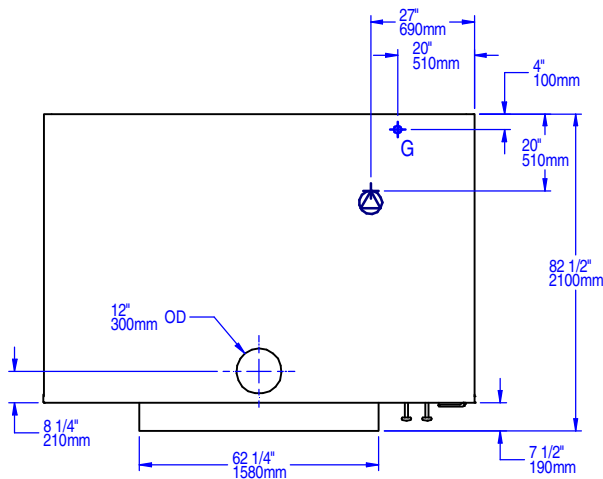 27"
690mm
20"
510mm
4"
100mm
G
20"
510mm
82 1/2"
2100mm
12"
300mm OD
8 1/4"
210mm
62 1/4"
1580mm
7 1/2"
190mm